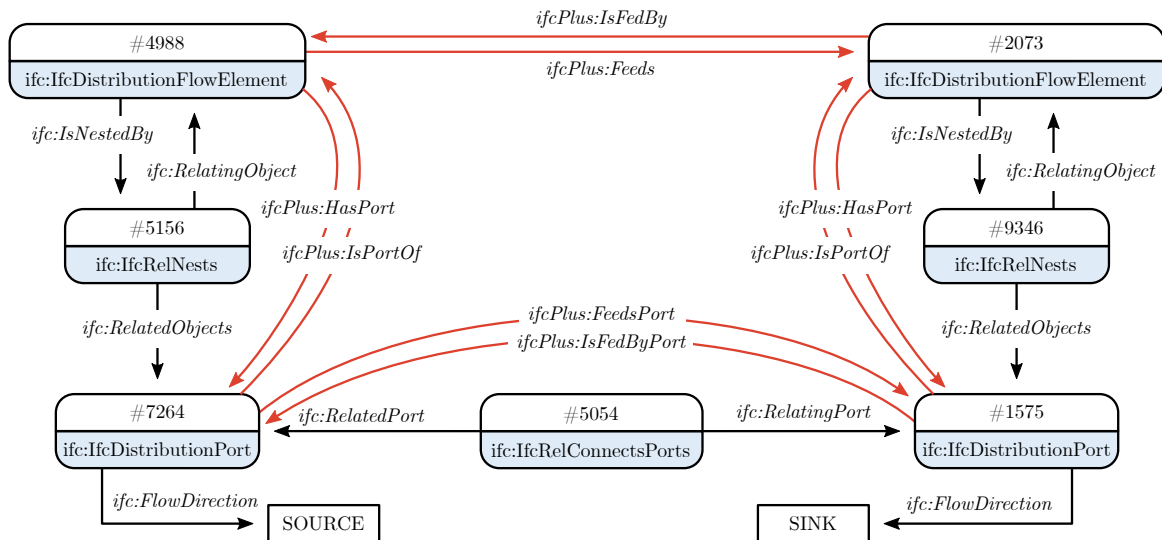 ifcPlus:IsFedBy
#4988
#2073
ifc:IfcDistributionFlowElement
ifcPlus:Feeds
ifc:IfcDistributionFlowElement
ifc:IsNestedBy
ifc:IsNestedBy
ifc:RelatingObject
ifc:RelatingObject
ifcPlus:HasPort
ifcPlus:HasPort
#5156
#9346
ifcPlus:IsPortOf
ifcPlus:IsPortOf
ifc:IfcRelNests
ifc:IfcRelNests
ifcPlus:FeedsPort
ifc:RelatedObjects
ifc:RelatedObjects
ifcPlus:IsFedByPort
#7264
ifc:RelatedPort
#5054
ifc:RelatingPort
#1575
ifc:IfcDistributionPort
ifc:IfcRelConnectsPorts
ifc:IfcDistributionPort
ifc:FlowDirection
ifc:FlowDirection
SOURCE
SINK